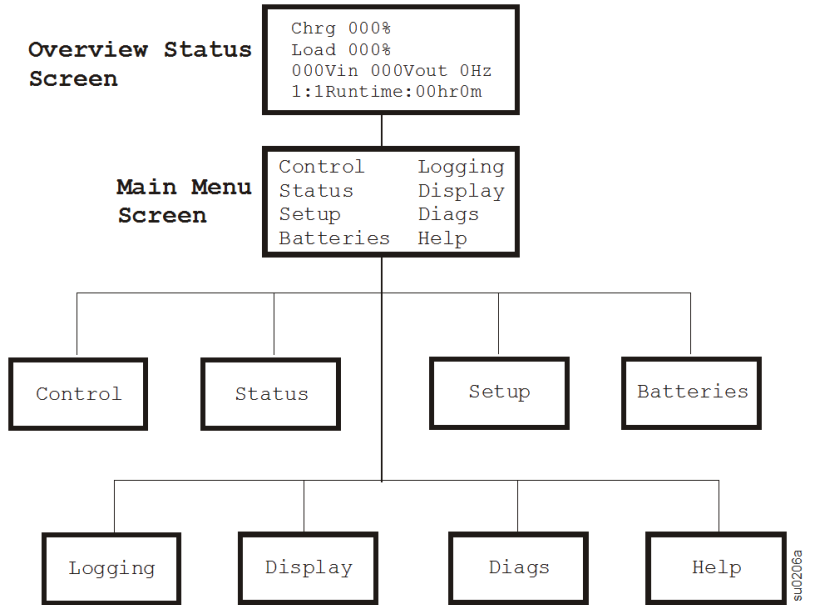 Overview Status
Screen
Chrg 000%
Load 000%
000Vin 000Vout 0Hz
1:1Runtime:00hr0m
Main Menu
Screen
Control Logging
Status Display
Setup Diags
Batteries Help
Control
Status
Setup
Batteries
Logging
Display
Diags
Help
su0206a